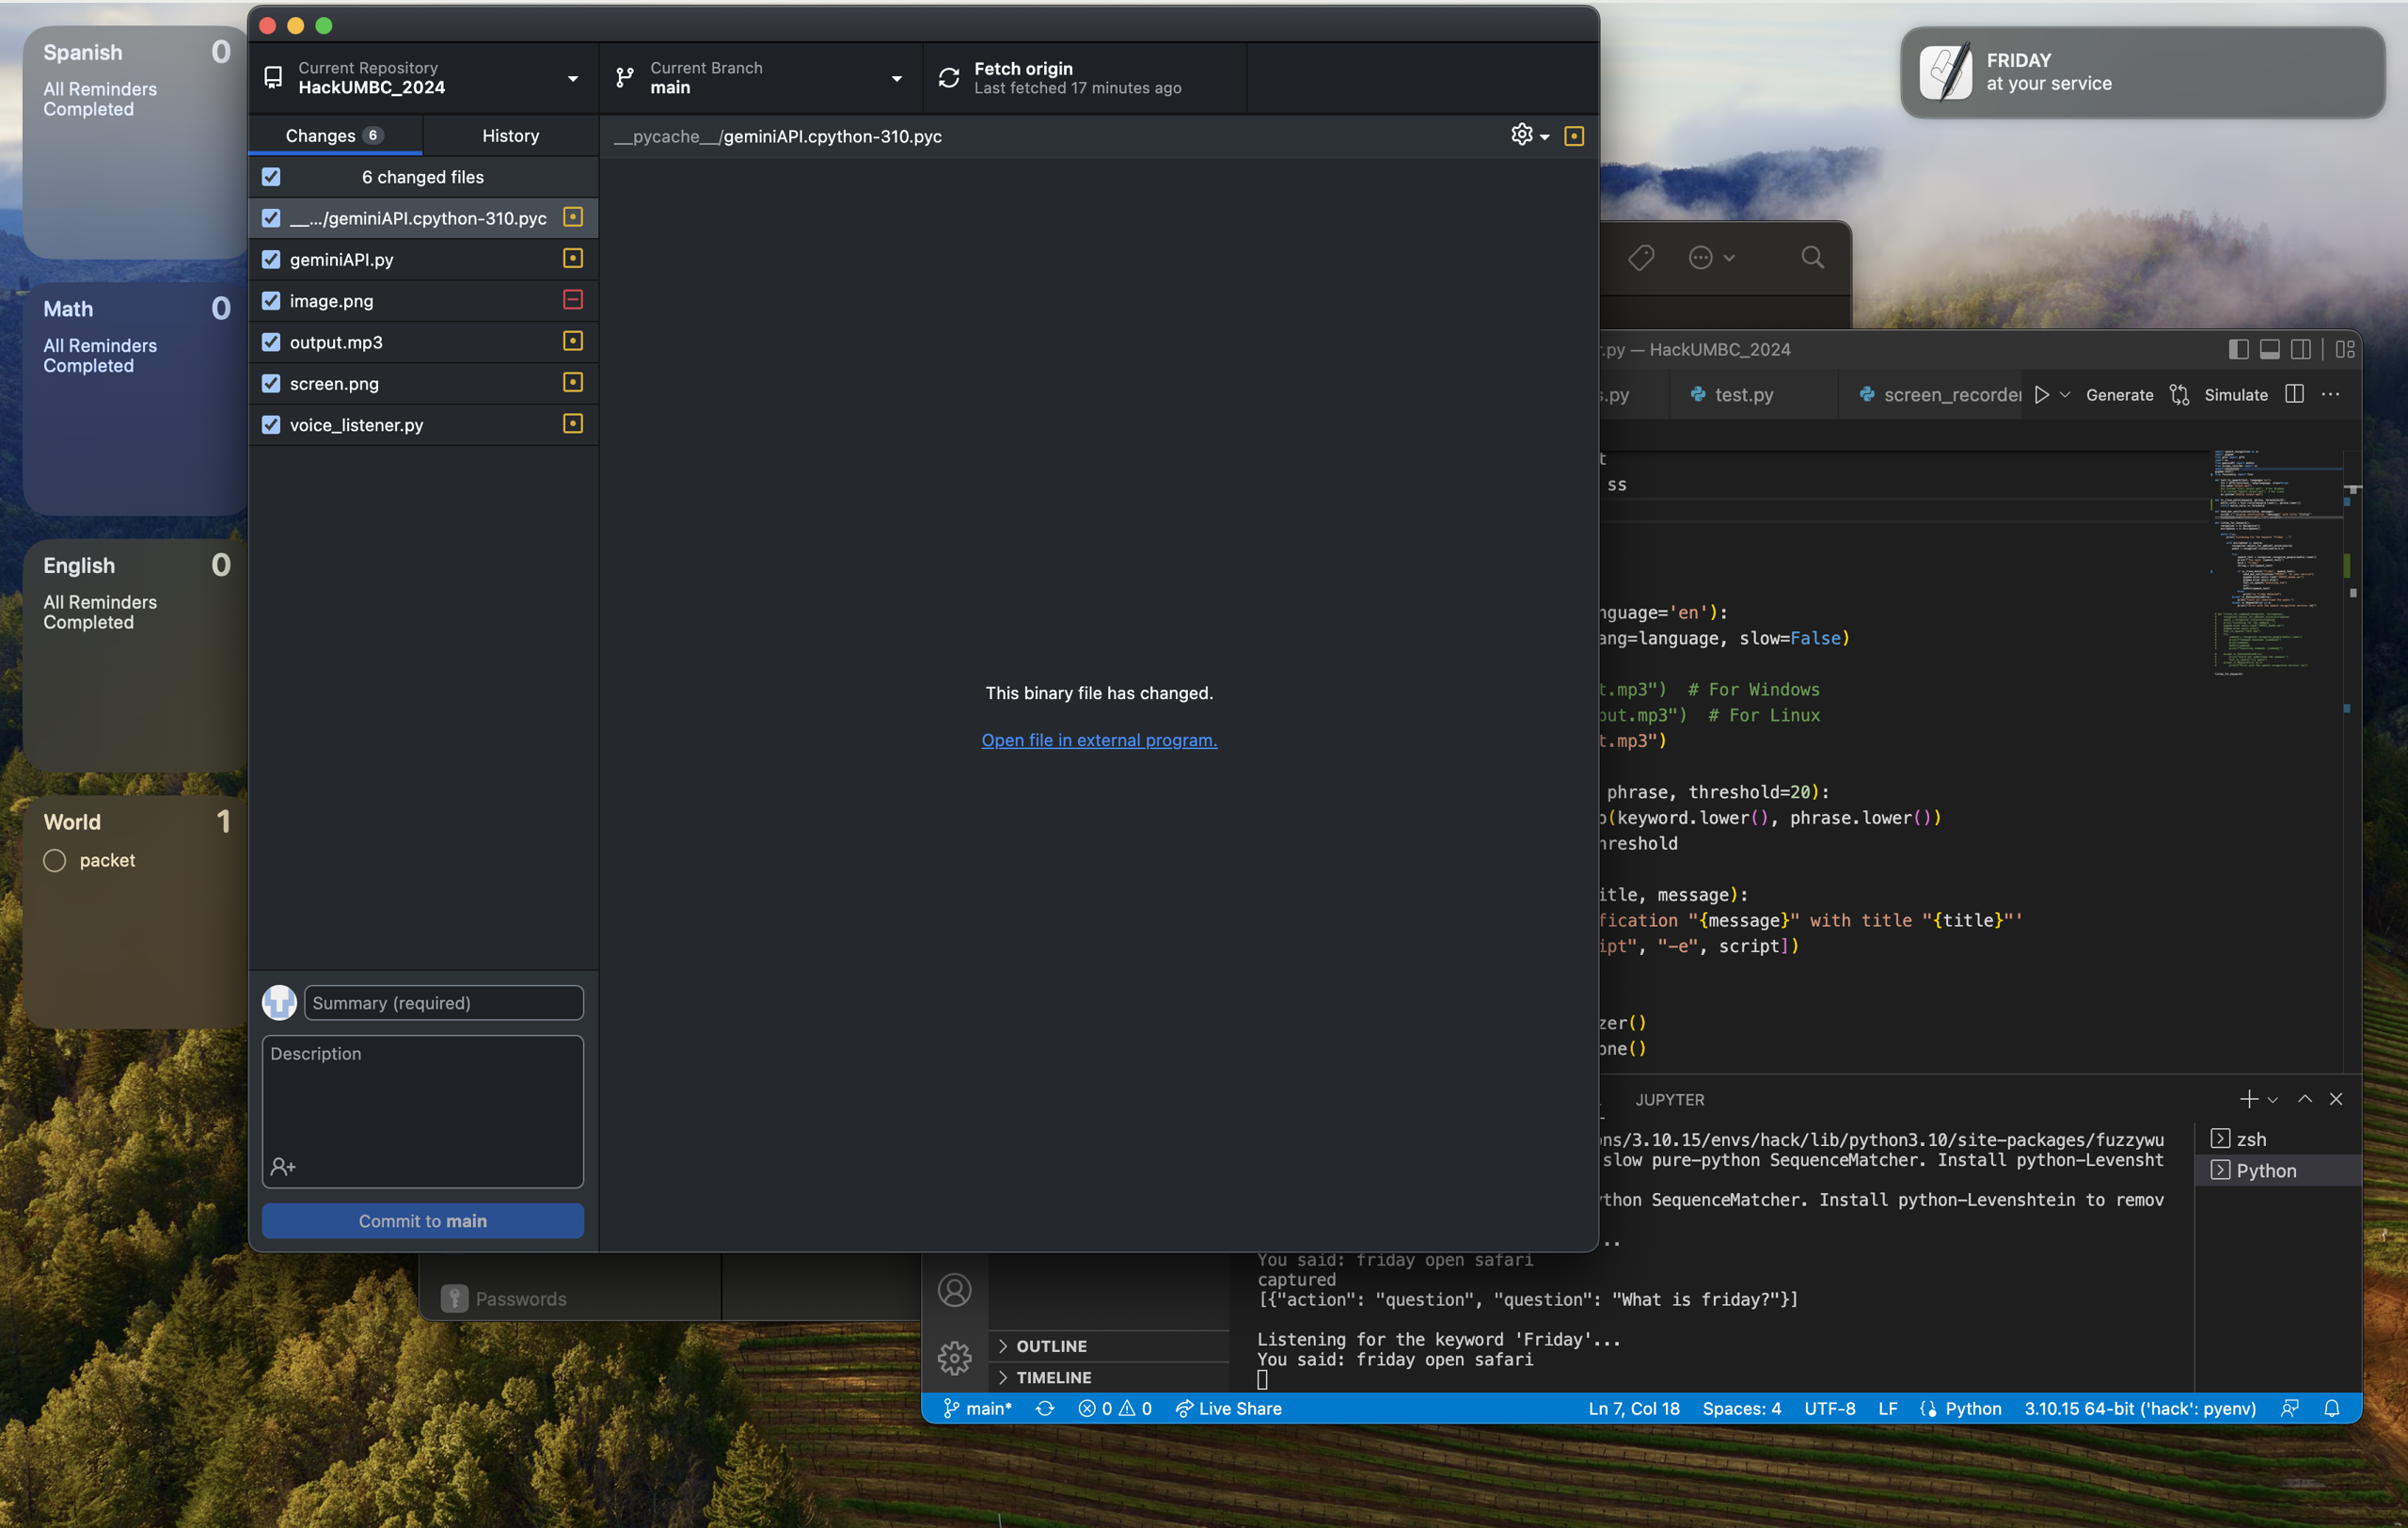 Spanish 0
All Reminders
Completed
Math 0
All Reminders
Completed
English 0
All Reminders
Completed
World 1
packet
Current Repository
HackUMBC_2024
Current Branch
main
Fetch origin
Last fetched 17 minutes ago
Changes 6
History
__pycache__/geminiAPI.cpython-310.pyc
6 changed files
__.../geminiAPI.cpython-310.pyc
geminiAPI.py
image.png
output.mp3
screen.png
voice_listener.py
This binary file has changed.
Open file in external program.
Summary (required)
Description
Commit to main
FRIDAY
at your service
r.py — HackUMBC_2024
s.py
test.py
screen_recorder
Generate
Simulate
t
ss
nguage='en'):
ang=language, slow=False)
t.mp3")  # For Windows
put.mp3")  # For Linux
t.mp3")
phrase, threshold=20):
o(keyword.lower(), phrase.lower())
hreshold
itle, message):
fication "{message}" with title "{title}"'
ipt", "-e", script])
zer()
one()
JUPYTER
ons/3.10.15/envs/hack/lib/python3.10/site-packages/fuzzywu
slow pure-python SequenceMatcher. Install python-Levensht
ython SequenceMatcher. Install python-Levenshtein to remov
..
You said: friday open safari
captured
[{"action": "question", "question": "What is friday?"}]
Listening for the keyword 'Friday'...
You said: friday open safari
zsh
Python
Passwords
OUTLINE
TIMELINE
main* 0 0 Live Share
Ln 7, Col 18 Spaces: 4 UTF-8 LF Python 3.10.15 64-bit ('hack': pyenv)